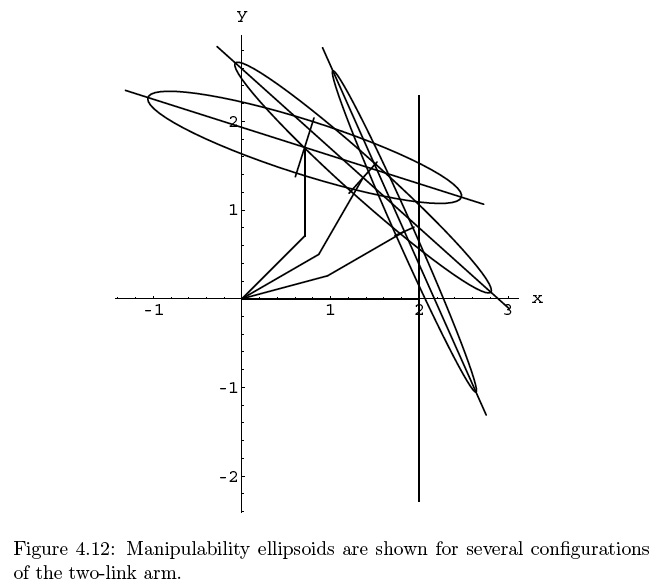 y
2
1
-1
1
2
3
x
-1
-2
Figure 4.12: Manipulability ellipsoids are shown for several configurations
of the two-link arm.